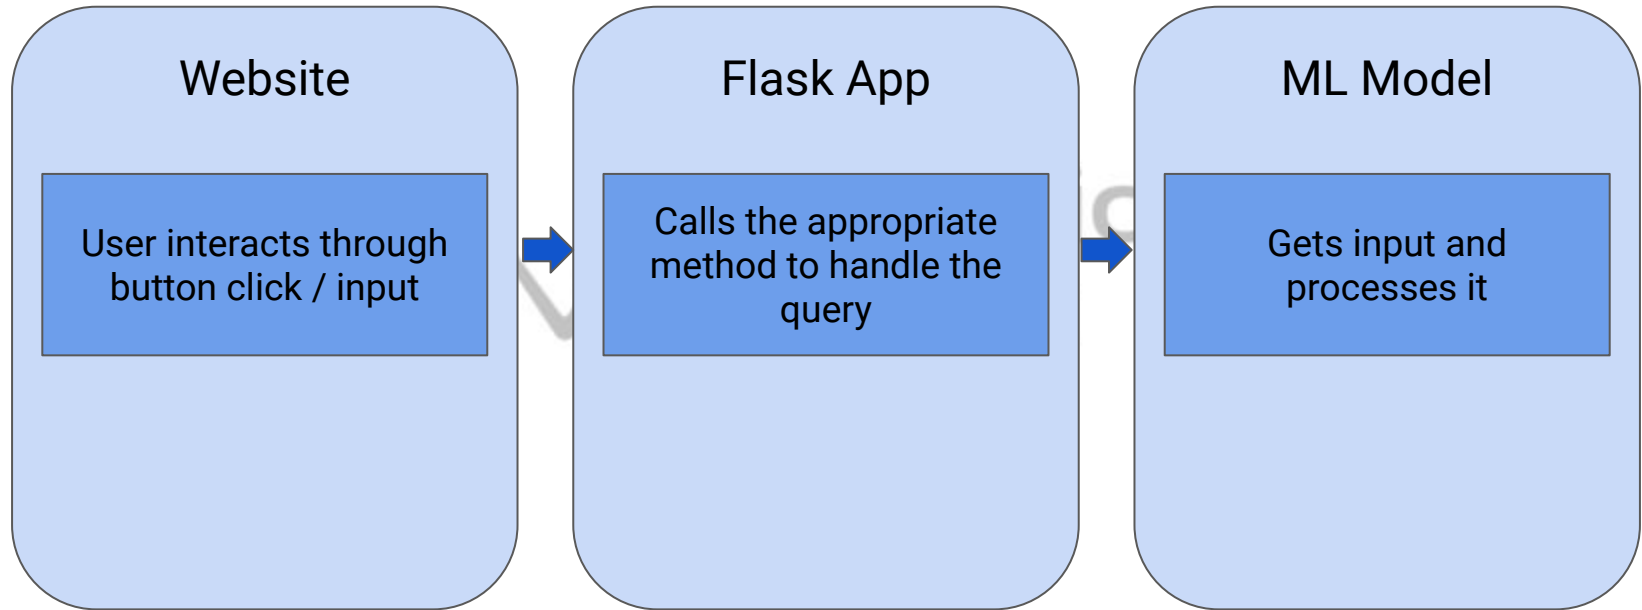 Website
User interacts through
button click / input
Flask App
Calls the appropriate
method to handle the
query
ML Model
Gets input and
processes it